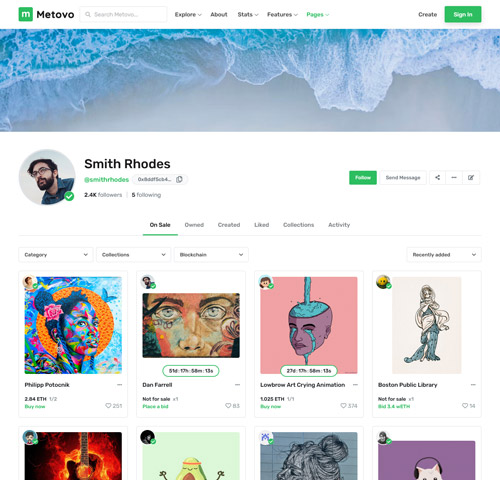 m Metovo
Search Metovo...
Explore
About
Stats
Features
Pages
Create
Sign In
Smith Rhodes
@smithrhodes
0x8ddf5cb4...
2.4K followers
5 following
Follow
Send Message
On Sale
Owned
Created
Liked
Collections
Activity
Category
Collections
Blockchain
Recently added
Philipp Potocnik
2.84 ETH 1/2
Buy now
251
51d : 17h : 58m : 13s
Dan Farrell
Not for sale x1
Place a bid
83
27d : 17h : 58m : 13s
Lowbrow Art Crying Animation
1.025 ETH 1/1
Buy now
374
Boston Public Library
Not for sale x1
Bid 5.4 wETH
14